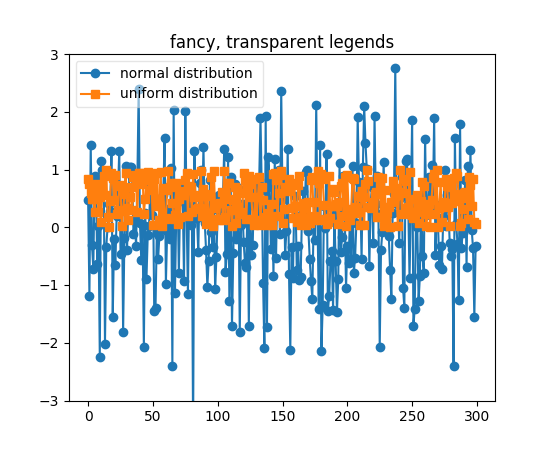 fancy, transparent legends
normal distribution
uniform distribution
3
2
1
0
−1
−2
−3
0 50 100 150 200 250 300